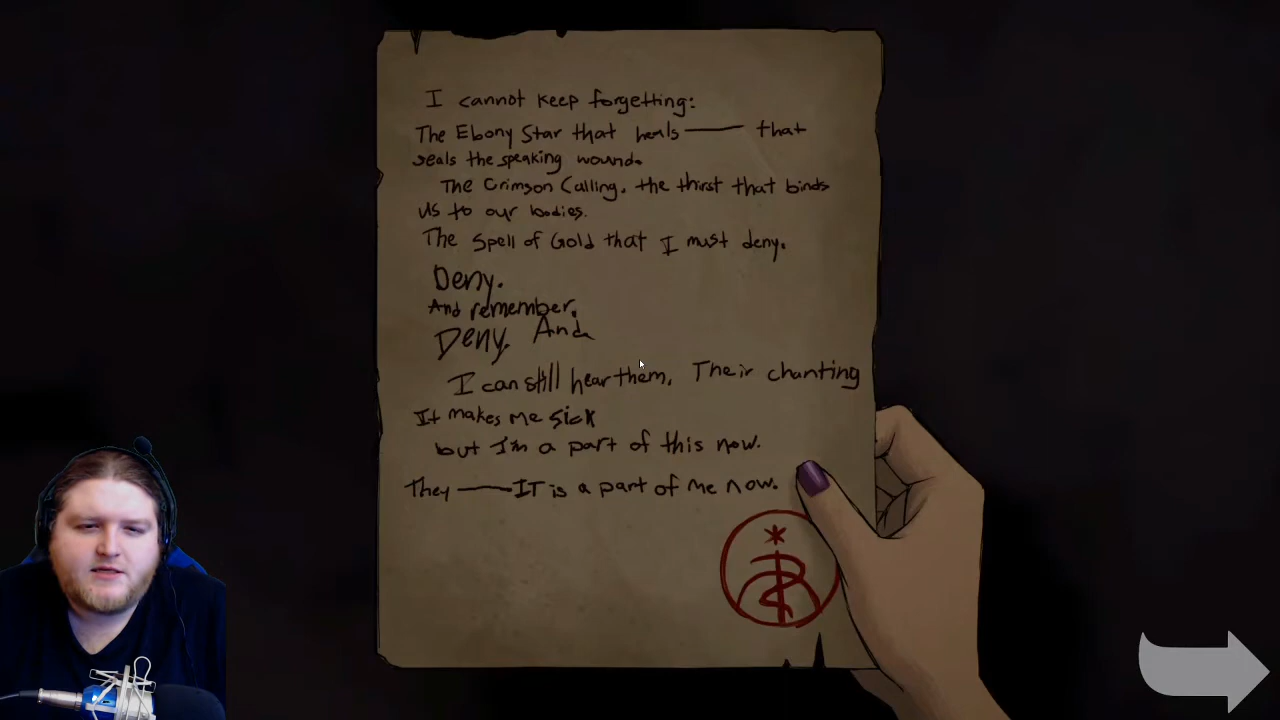 I cannot keep forgetting:
The Ebony Star that heals — that
seals the speaking wound.
The Crimson Calling. the thirst that binds
us to our bodies.
The Spell of Gold that I must deny.
Deny.
And remember.
Deny. And
I can still hear them. Their chanting
It makes me sick
but I'm a part of this now.
They — IT is a part of me now.